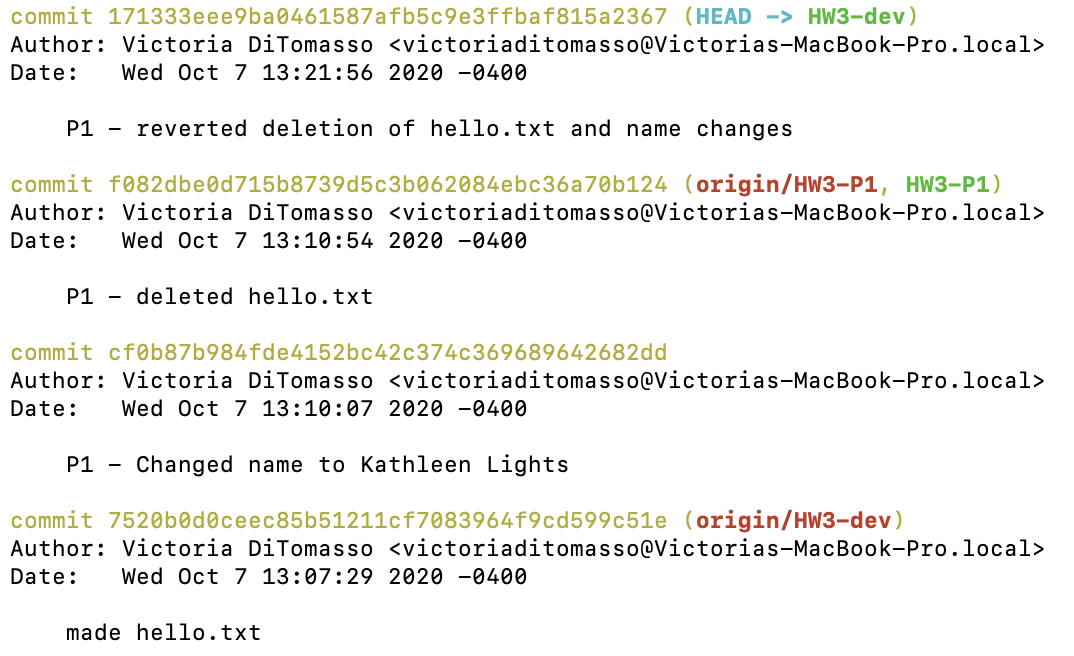 commit 171333eee9ba0461587afb5c9e3ffbaf815a2367 (HEAD -> HW3-dev)
Author: Victoria DiTomasso <victoriaditomasso@Victorias-MacBook-Pro.local>
Date:   Wed Oct 7 13:21:56 2020 -0400
P1 - reverted deletion of hello.txt and name changes
commit f082dbe0d715b8739d5c3b062084ebc36a70b124 (origin/HW3-P1, HW3-P1)
Author: Victoria DiTomasso <victoriaditomasso@Victorias-MacBook-Pro.local>
Date:   Wed Oct 7 13:10:54 2020 -0400
P1 - deleted hello.txt
commit cf0b87b984fde4152bc42c374c369689642682dd
Author: Victoria DiTomasso <victoriaditomasso@Victorias-MacBook-Pro.local>
Date:   Wed Oct 7 13:10:07 2020 -0400
P1 - Changed name to Kathleen Lights
commit 7520b0d0ceec85b51211cf7083964f9cd599c51e (origin/HW3-dev)
Author: Victoria DiTomasso <victoriaditomasso@Victorias-MacBook-Pro.local>
Date:   Wed Oct 7 13:07:29 2020 -0400
made hello.txt